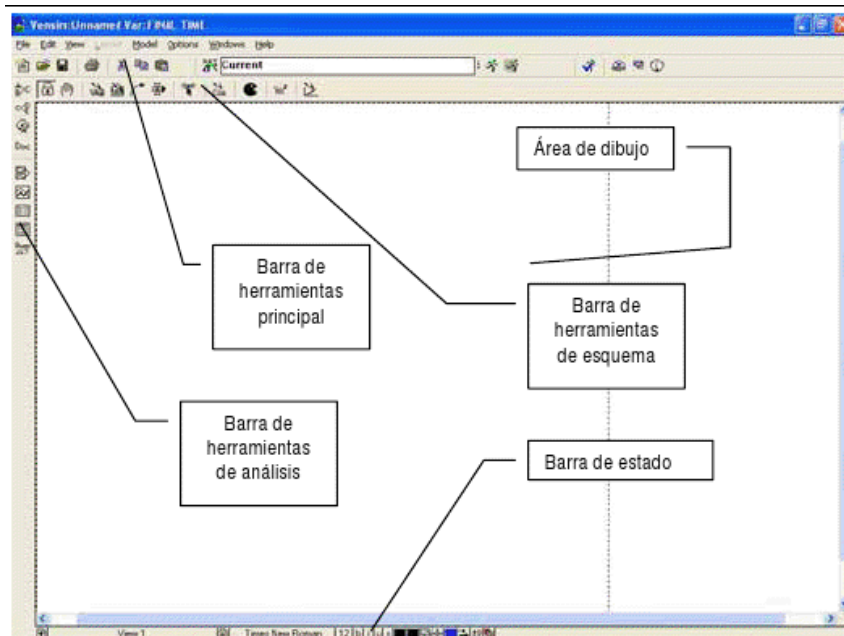 Vensim:Unnamed Var:FINAL TIME
File Edit View Layout Model Options Windows Help
Current
Doc
Área de dibujo
Barra de
herramientas
principal
Barra de
herramientas
de esquema
Barra de
herramientas
de análisis
Barra de estado
View 1
Times New Roman 12 b i u s